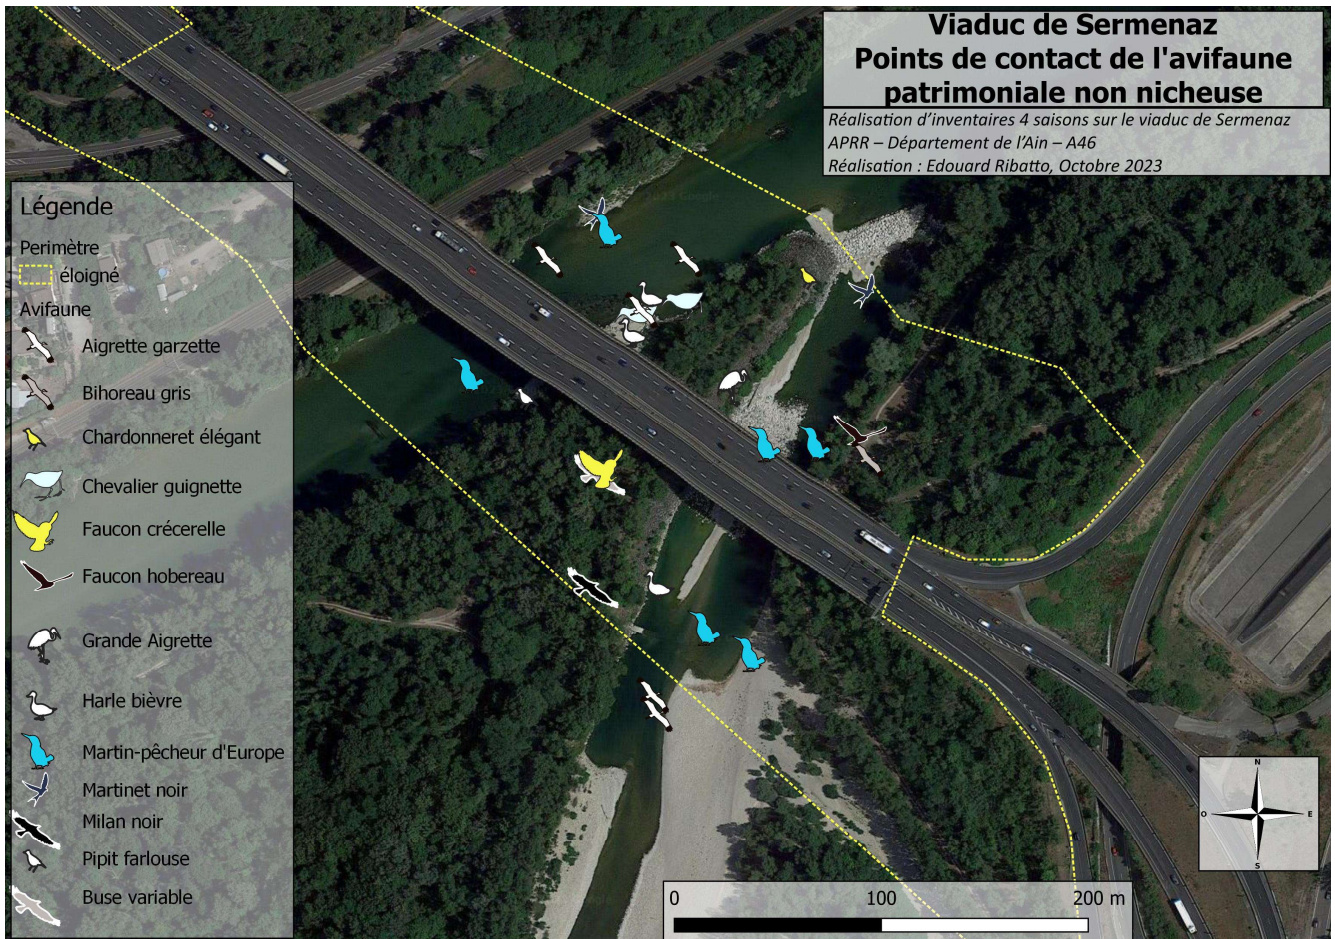 Viaduc de Sermenaz
Points de contact de l'avifaune
patrimoniale non nicheuse
Réalisation d'inventaires 4 saisons sur le viaduc de Sermenaz
APRR – Département de l'Ain – A46
Réalisation : Edouard Ribatto, Octobre 2023
Légende
Perimètre
éloigné
Avifaune
Aigrette garzette
Bihoreau gris
Chardonneret élégant
Chevalier guignette
Faucon crécerelle
Faucon hobereau
Grande Aigrette
Harle bièvre
Martin-pêcheur d'Europe
Martinet noir
Milan noir
Pipit farlouse
Buse variable
N
O
E
S
0 100 200 m